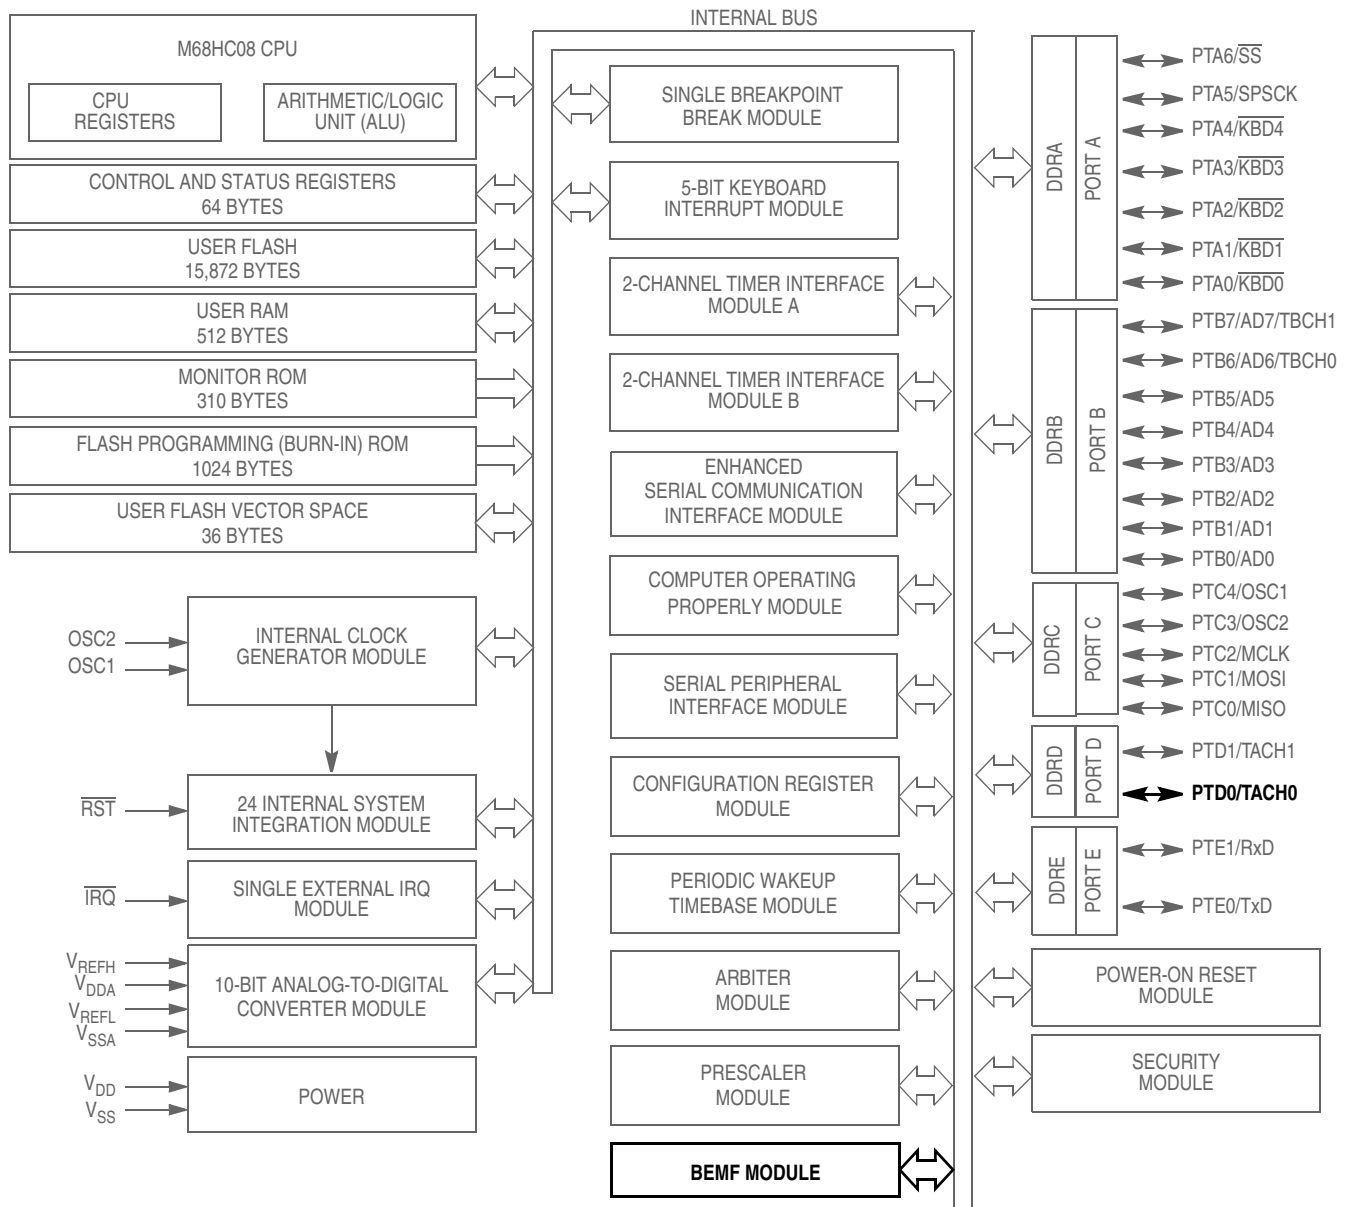 INTERNAL BUS
M68HC08 CPU
CPU
REGISTERS
ARITHMETIC/LOGIC
UNIT (ALU)
CONTROL AND STATUS REGISTERS
64 BYTES
USER FLASH
15,872 BYTES
USER RAM
512 BYTES
MONITOR ROM
310 BYTES
FLASH PROGRAMMING (BURN-IN) ROM
1024 BYTES
USER FLASH VECTOR SPACE
36 BYTES
OSC2
OSC1
INTERNAL CLOCK
GENERATOR MODULE
RST
24 INTERNAL SYSTEM
INTEGRATION MODULE
IRQ
SINGLE EXTERNAL IRQ
MODULE
VREFH
VDDA
VREFL
VSSA
10-BIT ANALOG-TO-DIGITAL
CONVERTER MODULE
VDD
VSS
POWER
SINGLE BREAKPOINT
BREAK MODULE
5-BIT KEYBOARD
INTERRUPT MODULE
2-CHANNEL TIMER INTERFACE
MODULE A
2-CHANNEL TIMER INTERFACE
MODULE B
ENHANCED
SERIAL COMMUNICATION
INTERFACE MODULE
COMPUTER OPERATING
PROPERLY MODULE
SERIAL PERIPHERAL
INTERFACE MODULE
CONFIGURATION REGISTER
MODULE
PERIODIC WAKEUP
TIMEBASE MODULE
ARBITER
MODULE
PRESCALER
MODULE
BEMF MODULE
DDRA
PORT A
PTA6/SS
PTA5/SPSCK
PTA4/KBD4
PTA3/KBD3
PTA2/KBD2
PTA1/KBD1
PTA0/KBD0
DDRB
PORT B
PTB7/AD7/TBCH1
PTB6/AD6/TBCH0
PTB5/AD5
PTB4/AD4
PTB3/AD3
PTB2/AD2
PTB1/AD1
PTB0/AD0
DDRC
PORT C
PTC4/OSC1
PTC3/OSC2
PTC2/MCLK
PTC1/MOSI
PTC0/MISO
DDRD
PORT D
PTD1/TACH1
PTD0/TACH0
DDRE
PORT E
PTE1/RxD
PTE0/TxD
POWER-ON RESET
MODULE
SECURITY
MODULE